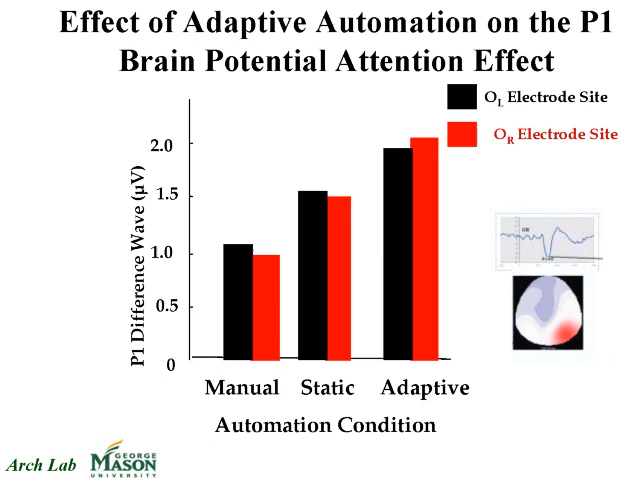 Effect of Adaptive Automation on the P1
Brain Potential Attention Effect
OL Electrode Site
OR Electrode Site
P1 Difference Wave (µV)
2.0
1.5
1.0
0.5
0
Manual Static Adaptive
Automation Condition
OR
Arch Lab
GEORGE
MASON
UNIVERSITY